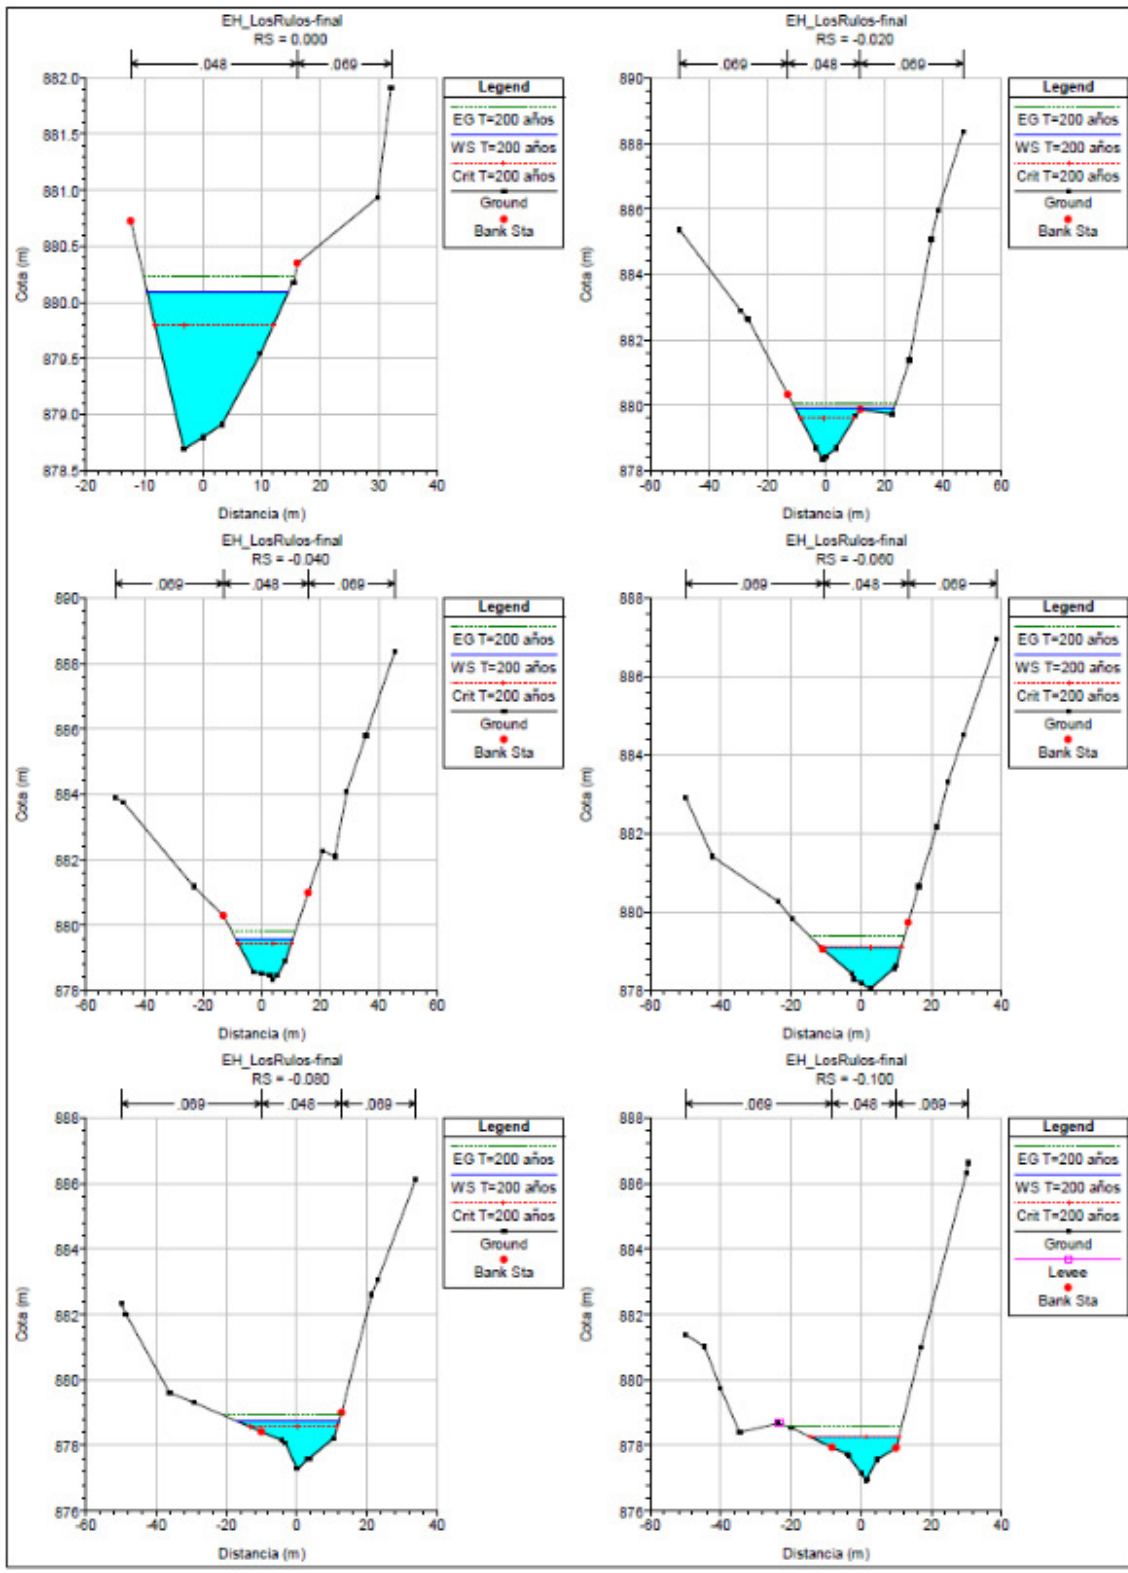 EH_LosRulos-final
RS = 0.000
.048
.069
882.0
881.5
881.0
880.5
880.0
879.5
879.0
878.5
Cota (m)
-20
-10
0
10
20
30
40
Distancia (m)
Legend
EG T=200 años
WS T=200 años
Crit T=200 años
Ground
Bank Sta
EH_LosRulos-final
RS = -0.020
.069
.048
.069
890
888
886
884
882
880
878
Cota (m)
-60
-40
-20
0
20
40
60
Distancia (m)
Legend
EG T=200 años
WS T=200 años
Crit T=200 años
Ground
Bank Sta
EH_LosRulos-final
RS = -0.040
.069
.048
.069
890
888
886
884
882
880
878
Cota (m)
-60
-40
-20
0
20
40
60
Distancia (m)
Legend
EG T=200 años
WS T=200 años
Crit T=200 años
Ground
Bank Sta
EH_LosRulos-final
RS = -0.060
.069
.048
.069
888
886
884
882
880
878
Cota (m)
-60
-40
-20
0
20
40
Distancia (m)
Legend
EG T=200 años
WS T=200 años
Crit T=200 años
Ground
Bank Sta
EH_LosRulos-final
RS = -0.080
.069
.048
.069
888
886
884
882
880
878
876
Cota (m)
-60
-40
-20
0
20
40
Distancia (m)
Legend
EG T=200 años
WS T=200 años
Crit T=200 años
Ground
Bank Sta
EH_LosRulos-final
RS = -0.100
.069
.048
.069
888
886
884
882
880
878
876
Cota (m)
-60
-40
-20
0
20
40
Distancia (m)
Legend
EG T=200 años
WS T=200 años
Crit T=200 años
Ground
Levee
Bank Sta